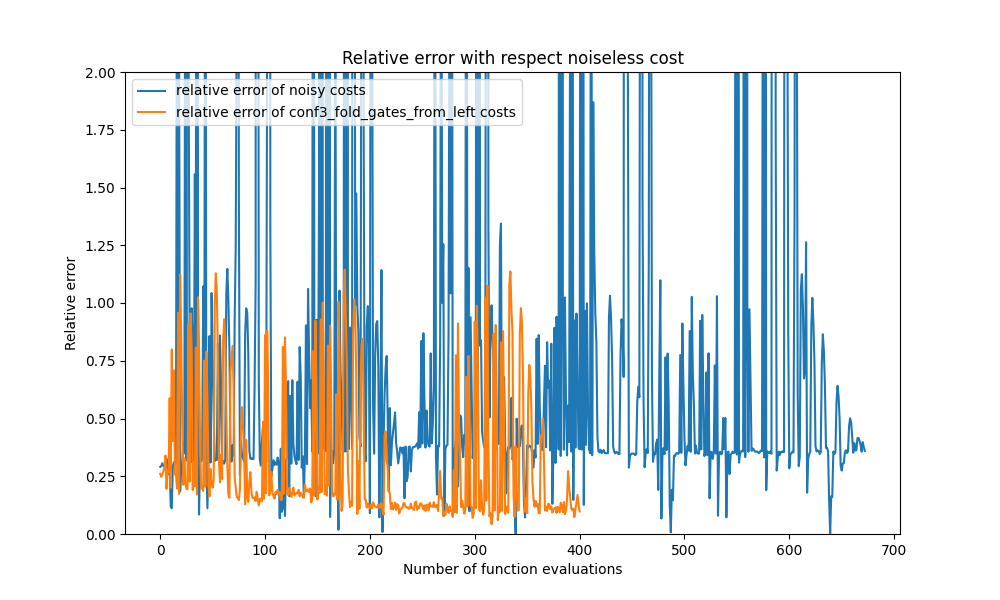 Relative error with respect noiseless cost
relative error of noisy costs
relative error of conf3_fold_gates_from_left costs
Relative error
2.00
1.75
1.50
1.25
1.00
0.75
0.50
0.25
0.00
0 100 200 300 400 500 600 700
Number of function evaluations